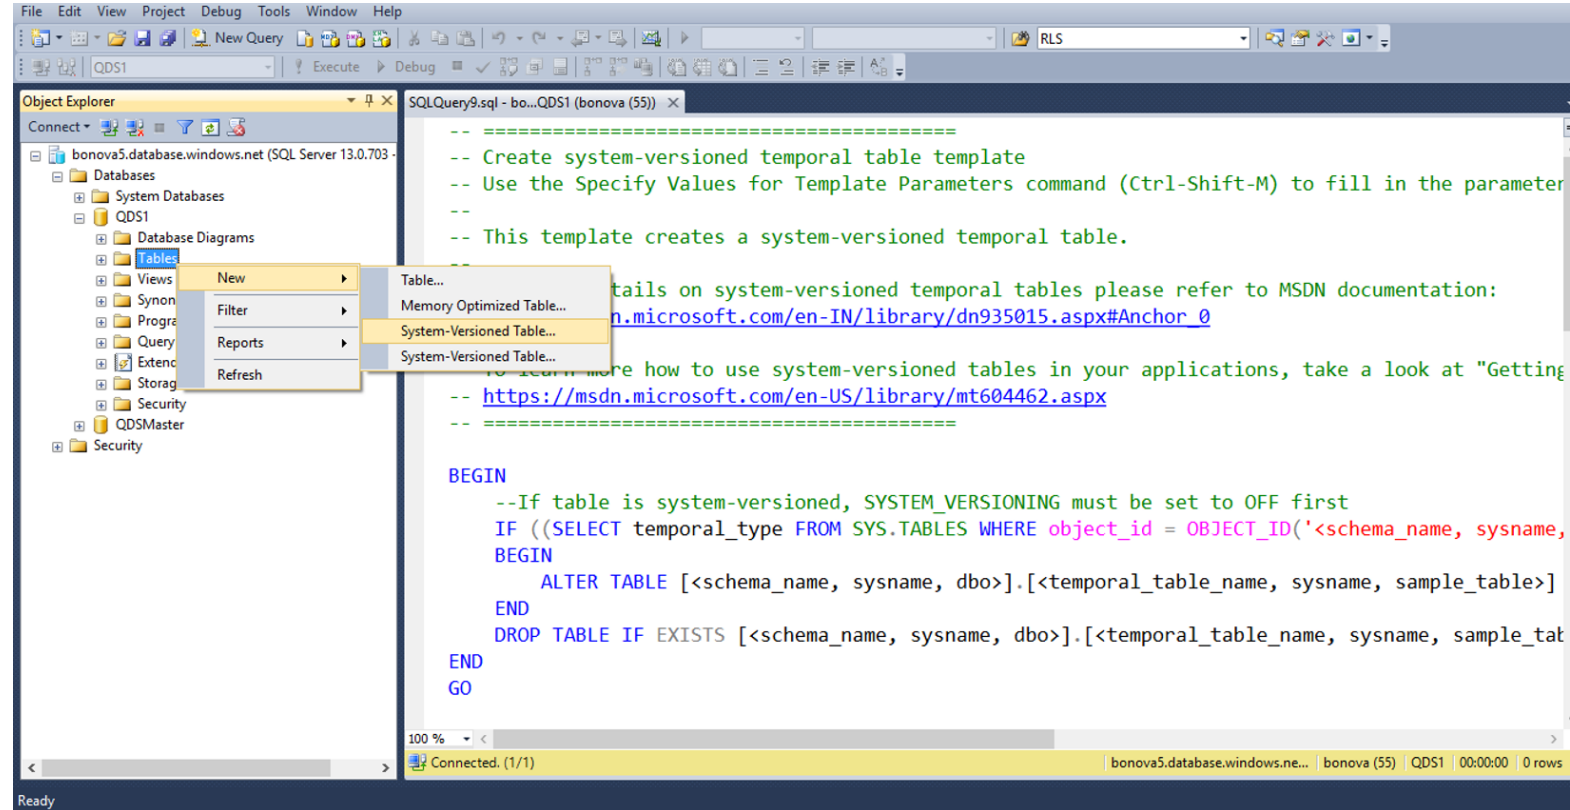 File Edit View Project Debug Tools Window Help
New Query RLS
QDS1 Execute Debug
Object Explorer
Connect
bonova5.database.windows.net (SQL Server 13.0.703 -
Databases
System Databases
QDS1
Database Diagrams
Tables
Views
Synon
Progra
Query
Extend
Storag
Security
QDSMaster
Security
New
Filter
Reports
Refresh
Table...
Memory Optimized Table...
System-Versioned Table...
System-Versioned Table...
SQLQuery9.sql - bo...QDS1 (bonova (55))
-- =========================================
-- Create system-versioned temporal table template
-- Use the Specify Values for Template Parameters command (Ctrl-Shift-M) to fill in the parameter
--
-- This template creates a system-versioned temporal table.
--
tails on system-versioned temporal tables please refer to MSDN documentation:
n.microsoft.com/en-IN/library/dn935015.aspx#Anchor_0
To learn more how to use system-versioned tables in your applications, take a look at "Getting
-- https://msdn.microsoft.com/en-US/library/mt604462.aspx
-- =========================================
BEGIN
--If table is system-versioned, SYSTEM_VERSIONING must be set to OFF first
IF ((SELECT temporal_type FROM SYS.TABLES WHERE object_id = OBJECT_ID('<schema_name, sysname,
BEGIN
ALTER TABLE [<schema_name, sysname, dbo>].[<temporal_table_name, sysname, sample_table>]
END
DROP TABLE IF EXISTS [<schema_name, sysname, dbo>].[<temporal_table_name, sysname, sample_tab
END
GO
100 %
Connected. (1/1) bonova5.database.windows.ne... bonova (55) QDS1 00:00:00 0 rows
Ready